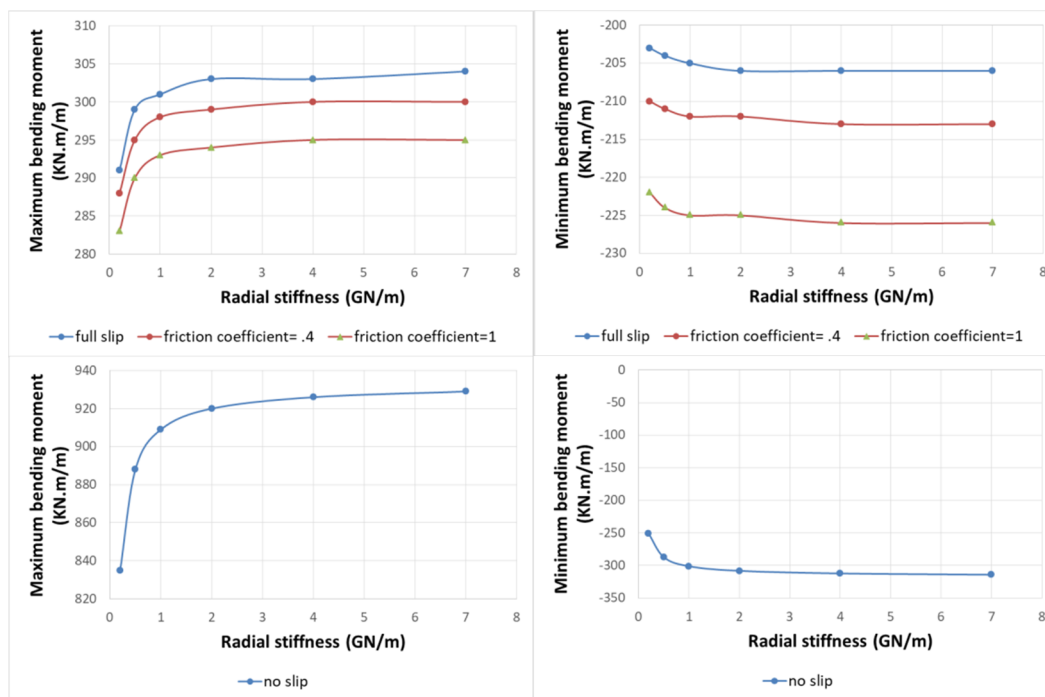 Maximum bending moment
(KN.m/m)
310
305
300
295
290
285
280
0 1 2 3 4 5 6 7 8
Radial stiffness (GN/m)
full slip friction coefficient= .4 friction coefficient=1
Minimum bending moment
(KN.m/m)
-200
-205
-210
-215
-220
-225
-230
0 1 2 3 4 5 6 7 8
Radial stiffness (GN/m)
full slip friction coefficient= .4 friction coefficient=1
Maximum bending moment
(KN.m/m)
940
920
900
880
860
840
820
0 1 2 3 4 5 6 7 8
Radial stiffness (GN/m)
no slip
Minimum bending moment
(KN.m/m)
0
-50
-100
-150
-200
-250
-300
-350
0 1 2 3 4 5 6 7 8
Radial stiffness (GN/m)
no slip